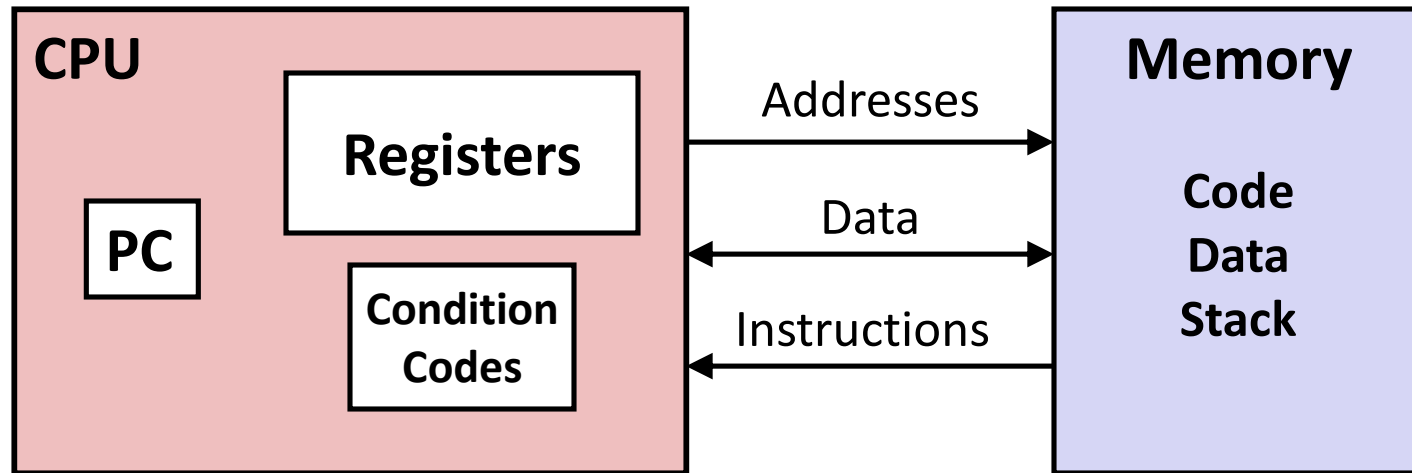 CPU
Registers
PC
Condition
Codes
Addresses
Data
Instructions
Memory
Code
Data
Stack